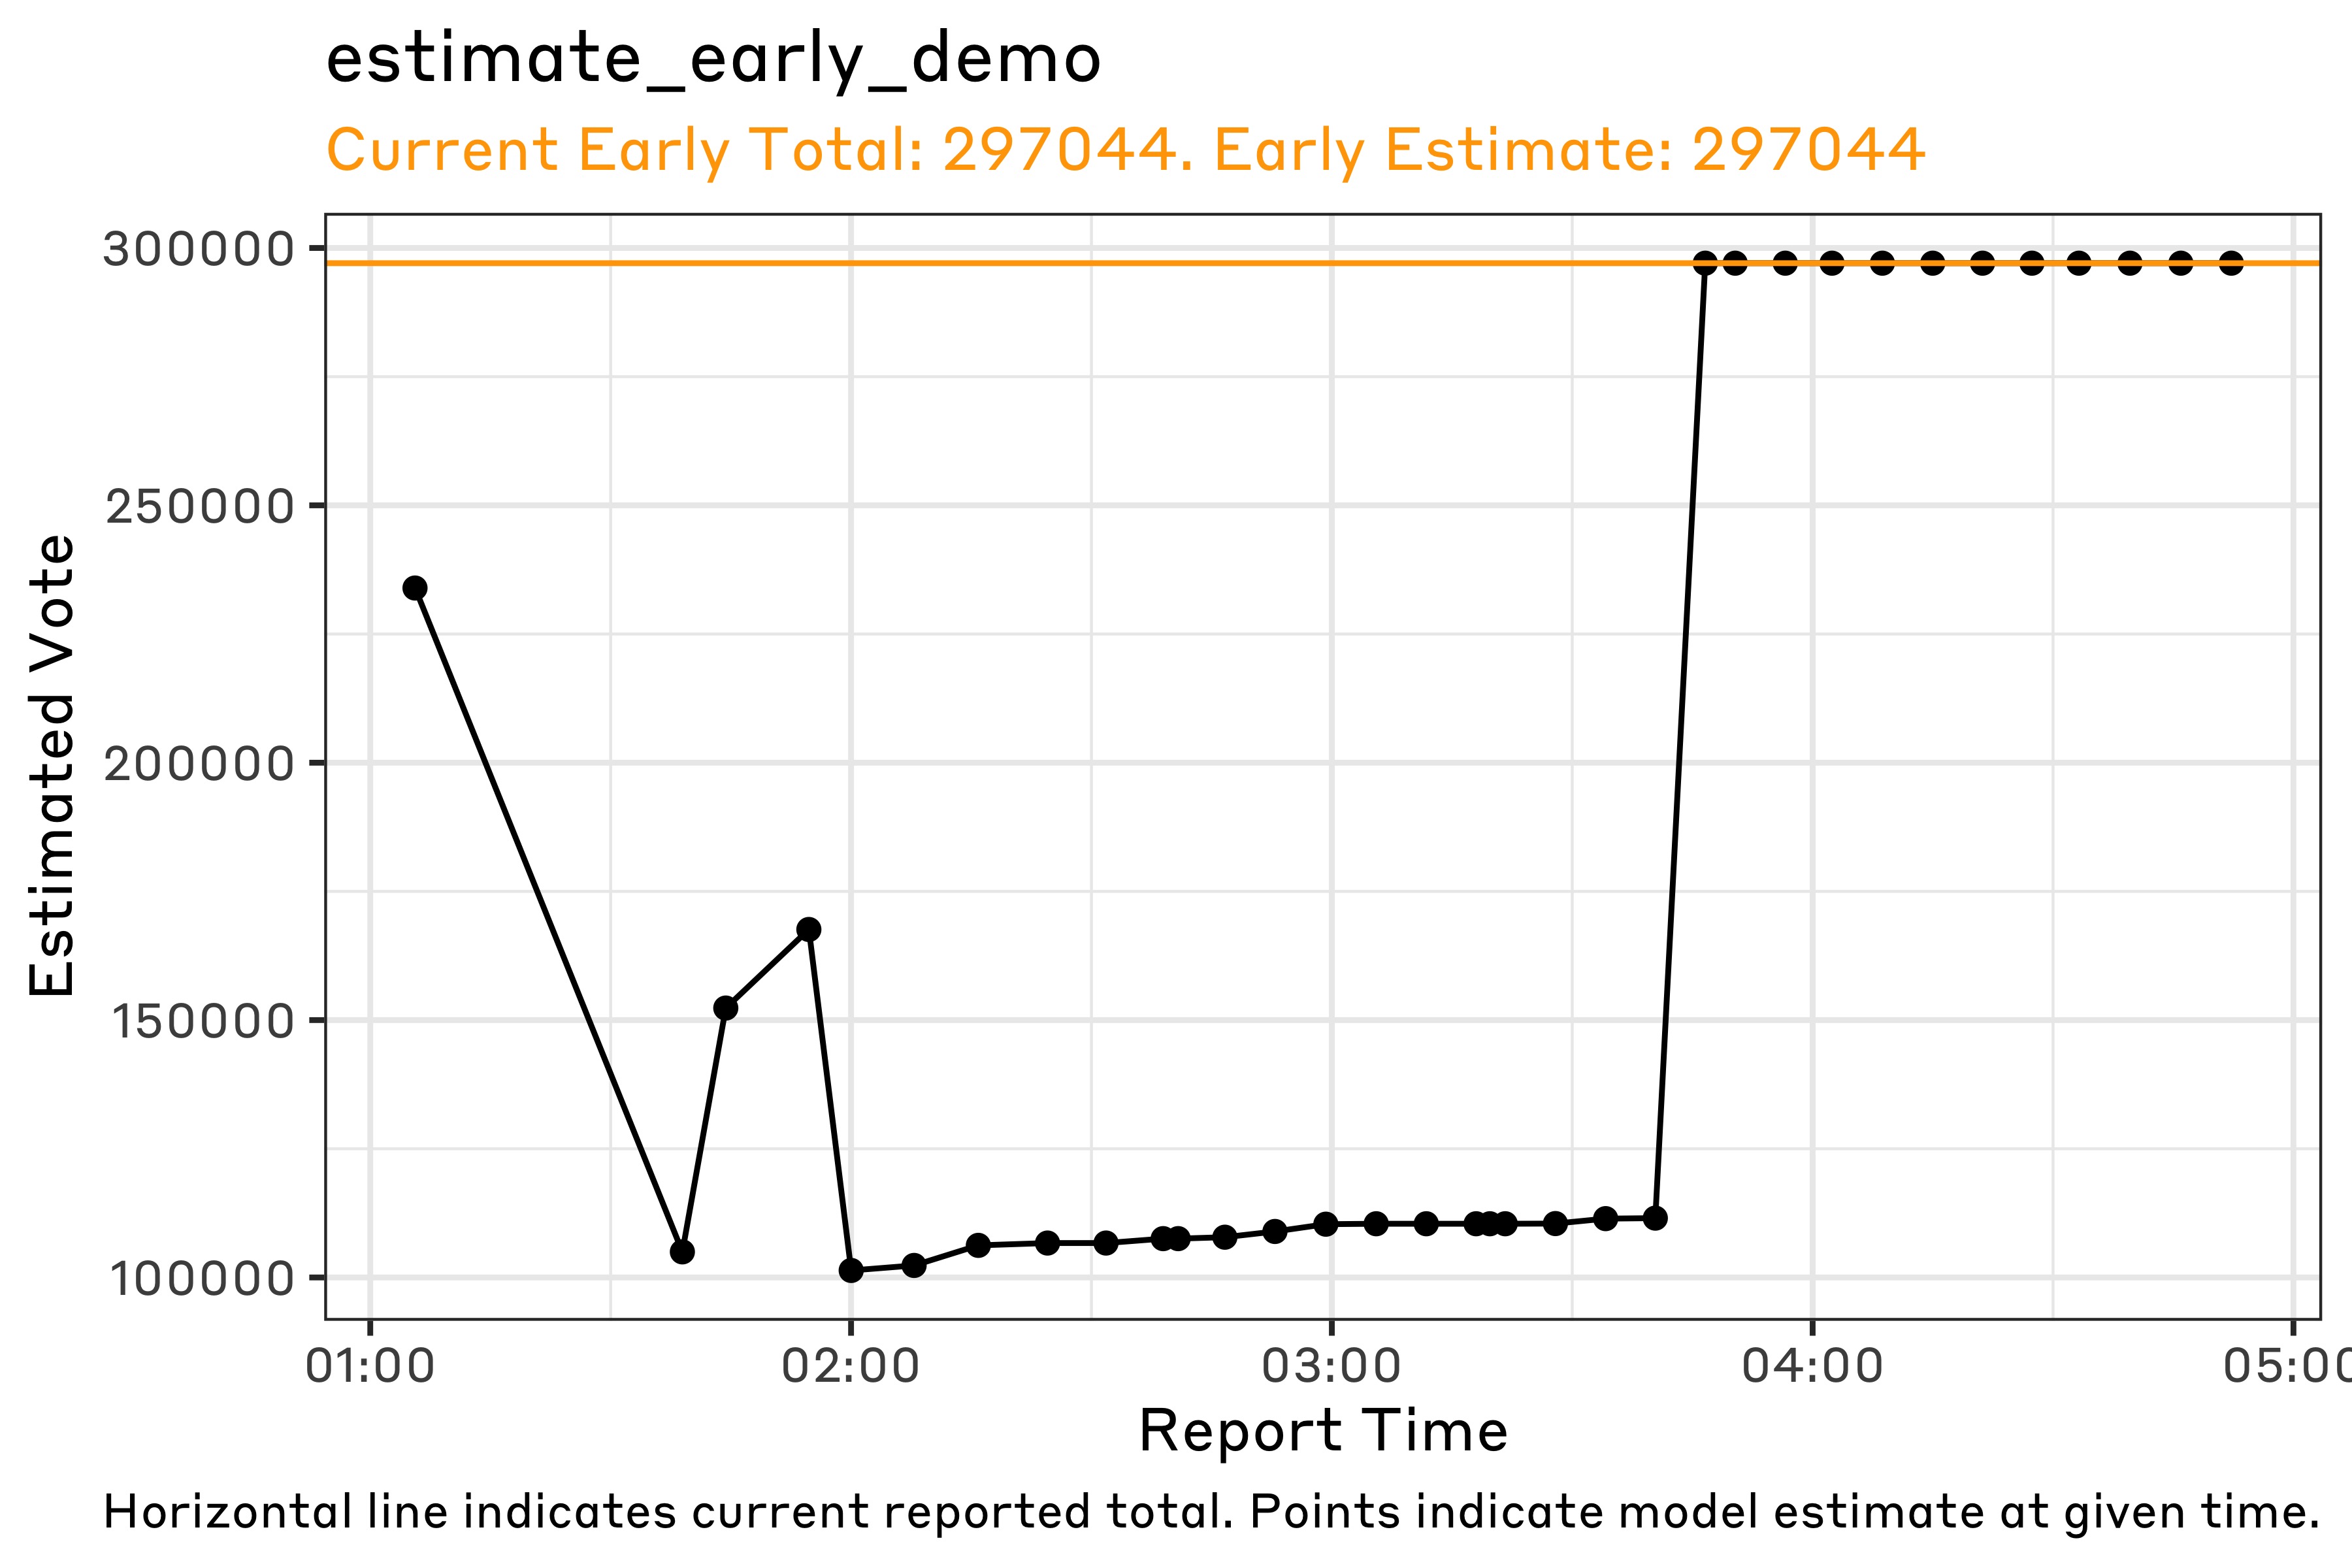 estimate_early_demo
Current Early Total: 297044. Early Estimate: 297044
300000
250000
200000
150000
100000
Estimated Vote
01:00 02:00 03:00 04:00 05:00
Report Time
Horizontal line indicates current reported total. Points indicate model estimate at given time.